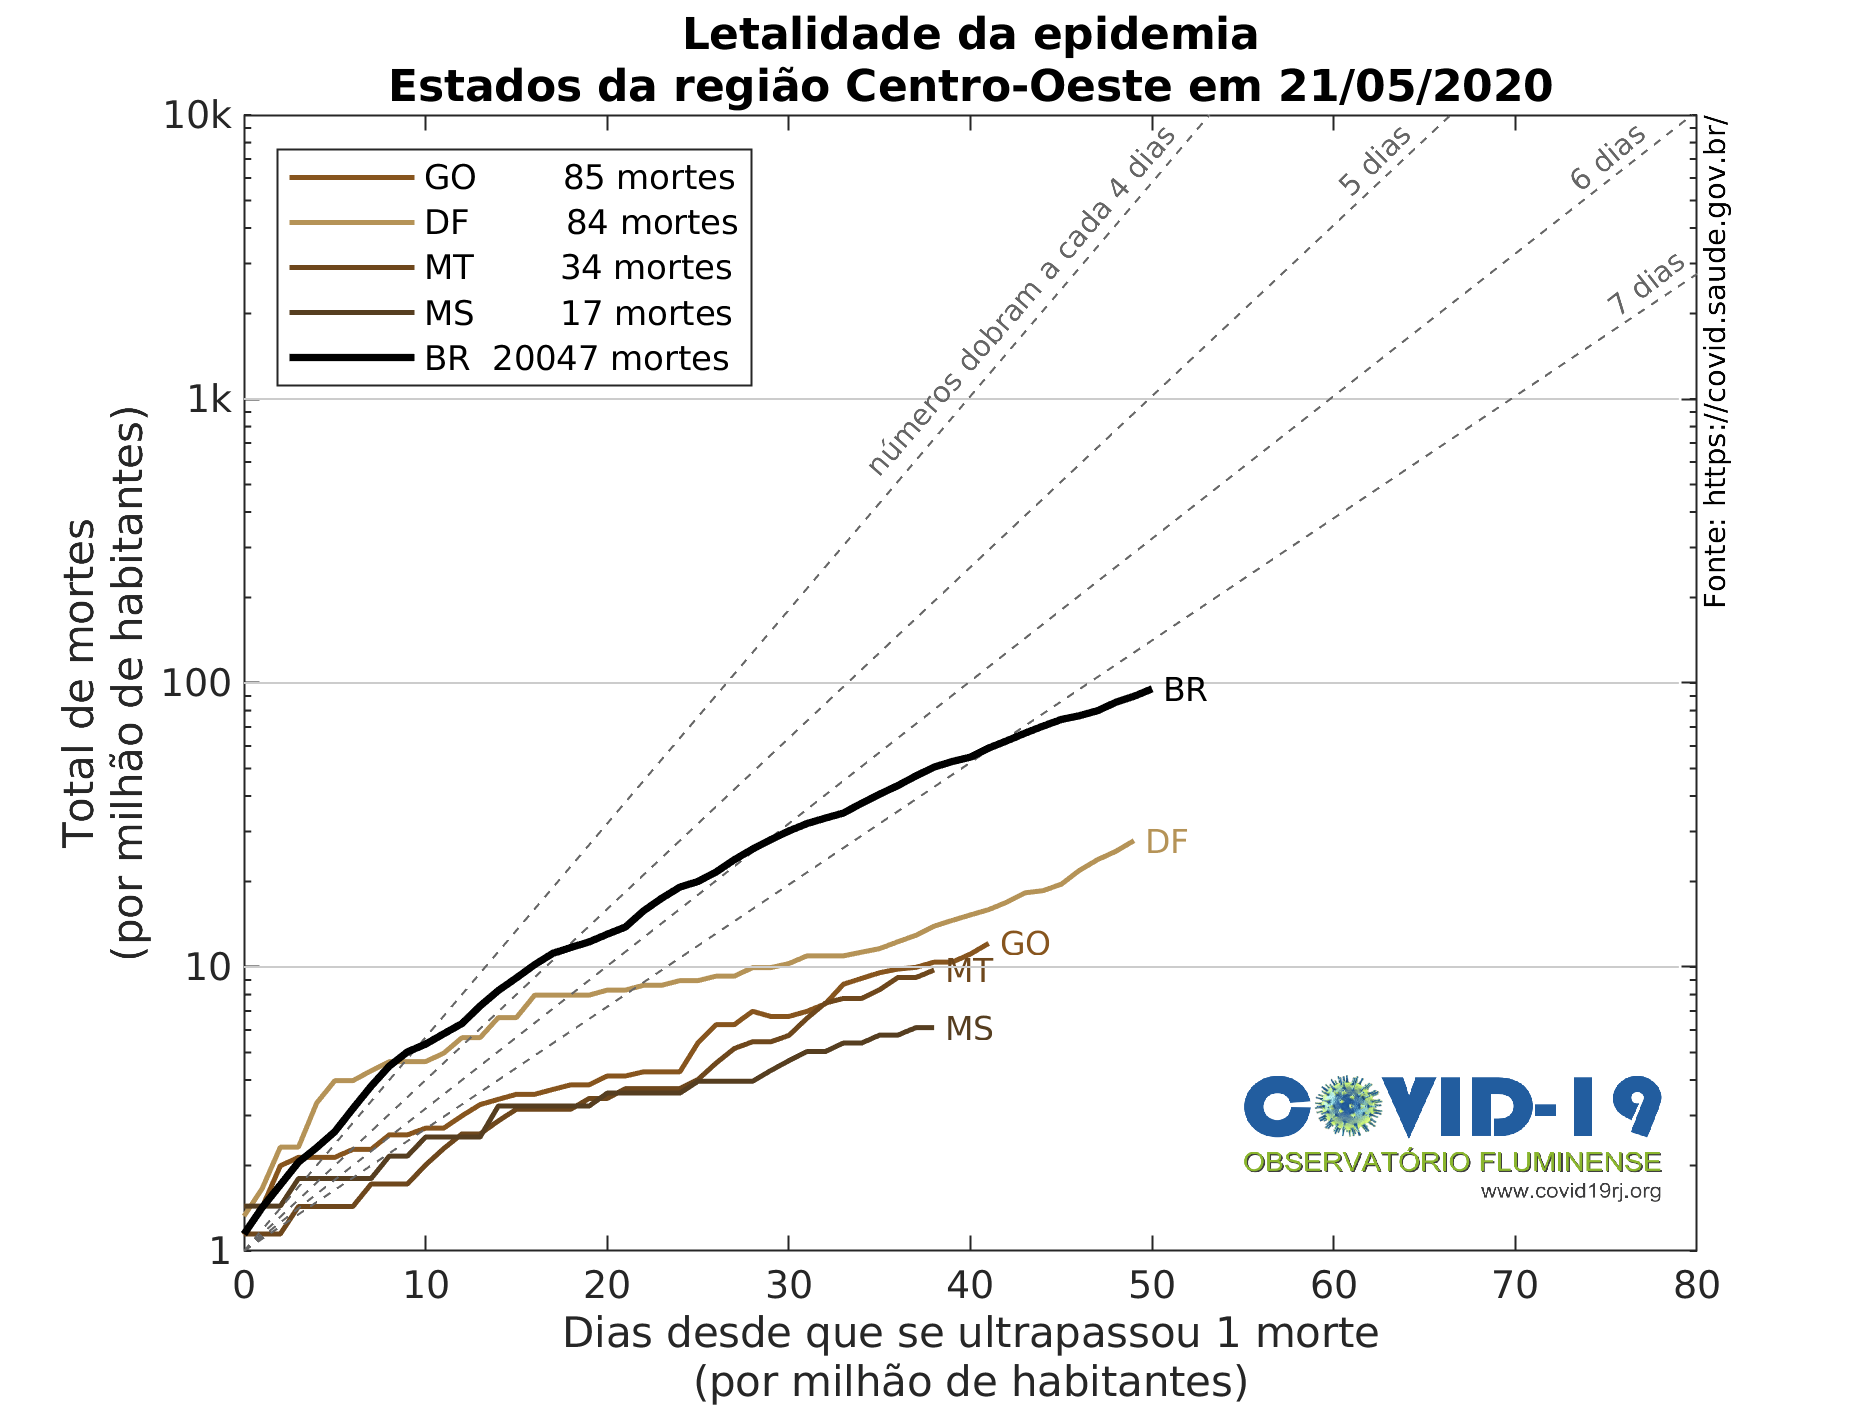 Letalidade da epidemia
Estados da região Centro-Oeste em 21/05/2020
10k
1k
100
10
1
Total de mortes
(por milhão de habitantes)
GO 85 mortes
DF 84 mortes
MT 34 mortes
MS 17 mortes
BR 20047 mortes
números dobram a cada 4 dias
5 dias
6 dias
7 dias
Fonte: https://covid.saude.gov.br/
BR
DF
GO
MT
MS
COVID-19
OBSERVATÓRIO FLUMINENSE
www.covid19rj.org
0 10 20 30 40 50 60 70 80
Dias desde que se ultrapassou 1 morte
(por milhão de habitantes)